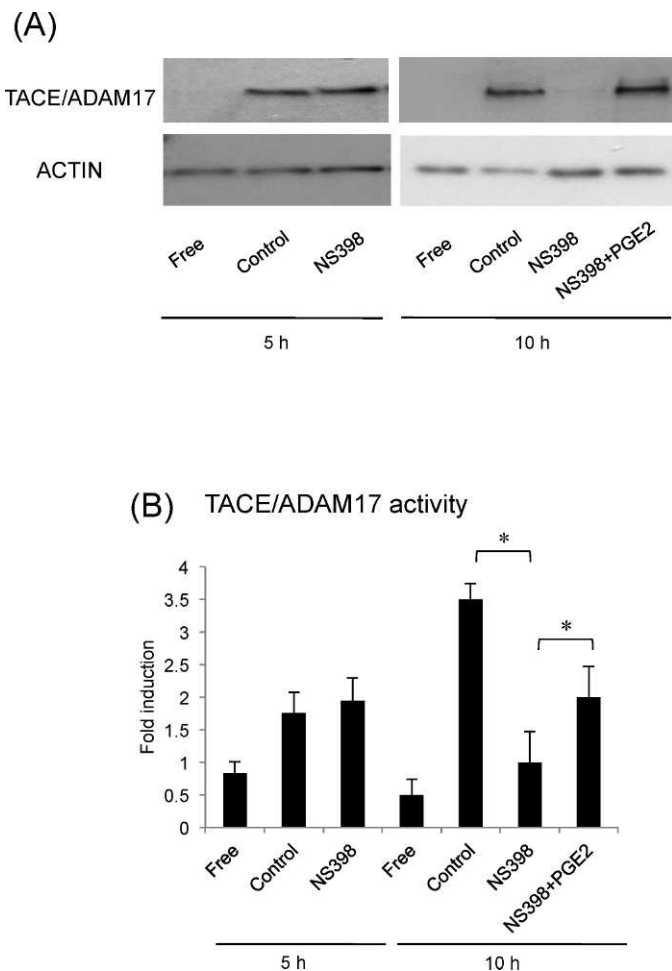 (A)
TACE/ADAM17
ACTIN
Free Control NS398 Free Control NS398 NS398+PGE2
5 h 10 h
(B) TACE/ADAM17 activity
* *
Fold induction
4
3.5
3
2.5
2
1.5
1
0.5
0
Free Control NS398 Free Control NS398 NS398+PGE2
5 h 10 h